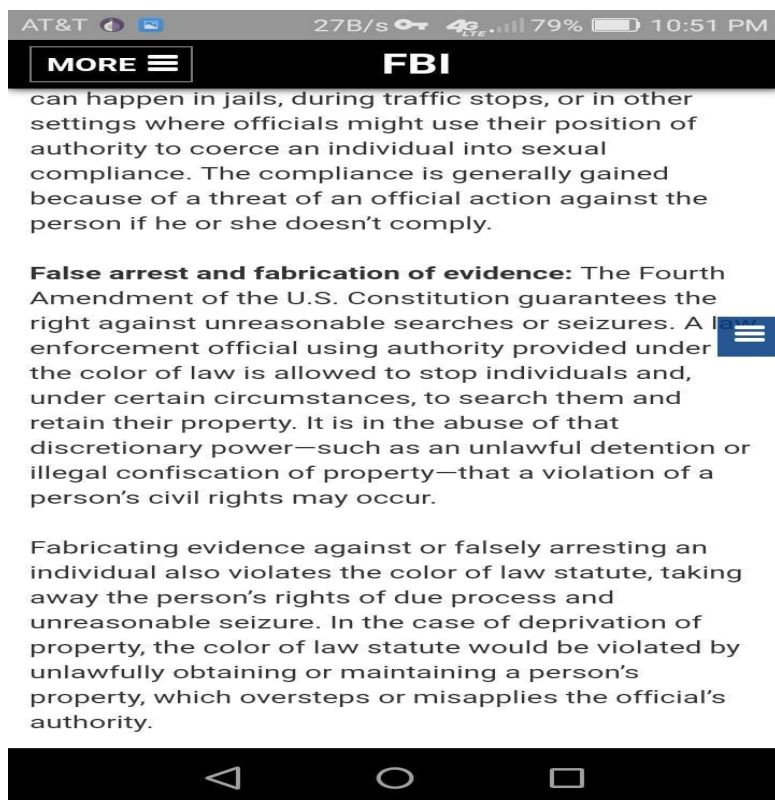 AT&T 27B/s 4G LTE 79% 10:51 PM
MORE FBI
can happen in jails, during traffic stops, or in other
settings where officials might use their position of
authority to coerce an individual into sexual
compliance. The compliance is generally gained
because of a threat of an official action against the
person if he or she doesn’t comply.
False arrest and fabrication of evidence: The Fourth
Amendment of the U.S. Constitution guarantees the
right against unreasonable searches or seizures. A law
enforcement official using authority provided under
the color of law is allowed to stop individuals and,
under certain circumstances, to search them and
retain their property. It is in the abuse of that
discretionary power—such as an unlawful detention or
illegal confiscation of property—that a violation of a
person’s civil rights may occur.
Fabricating evidence against or falsely arresting an
individual also violates the color of law statute, taking
away the person’s rights of due process and
unreasonable seizure. In the case of deprivation of
property, the color of law statute would be violated by
unlawfully obtaining or maintaining a person’s
property, which oversteps or misapplies the official’s
authority.